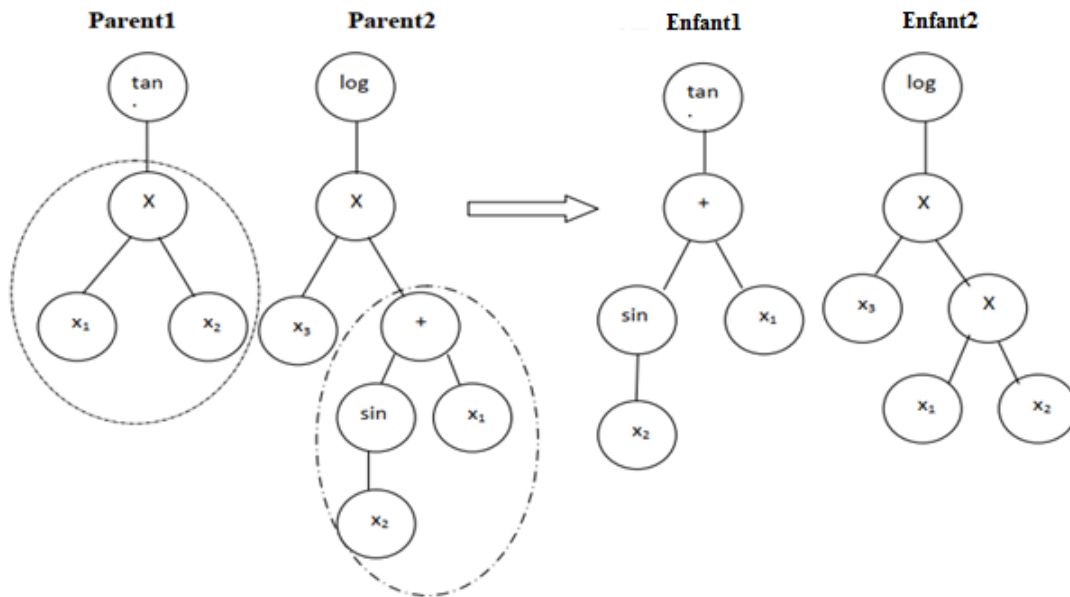 Parent1 Parent2 Enfant1 Enfant2
tan log tan log
X X + X
x₁ x₂ x₃ + sin x₁ x₃ X
sin x₁ x₂ x₁ x₂
x₂